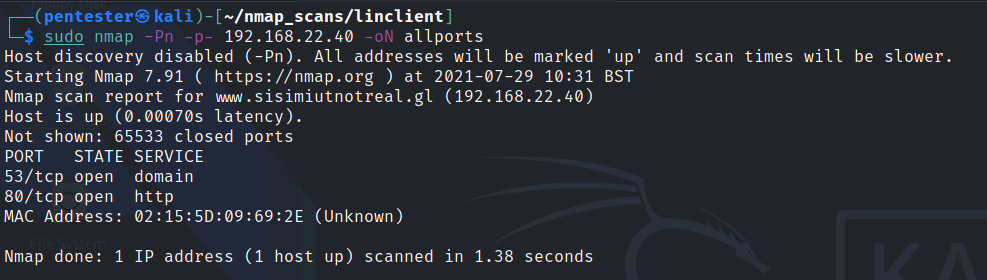 ┌──(pentester㉿kali)-[~/nmap_scans/linclient]
└─$ sudo nmap -Pn -p- 192.168.22.40 -oN allports
Host discovery disabled (-Pn). All addresses will be marked 'up' and scan times will be slower.
Starting Nmap 7.91 ( https://nmap.org ) at 2021-07-29 10:31 BST
Nmap scan report for www.sisimiutnotreal.gl (192.168.22.40)
Host is up (0.00070s latency).
Not shown: 65533 closed ports
PORT   STATE SERVICE
53/tcp open  domain
80/tcp open  http
MAC Address: 02:15:5D:09:69:2E (Unknown)
File System
Nmap done: 1 IP address (1 host up) scanned in 1.38 seconds
KA